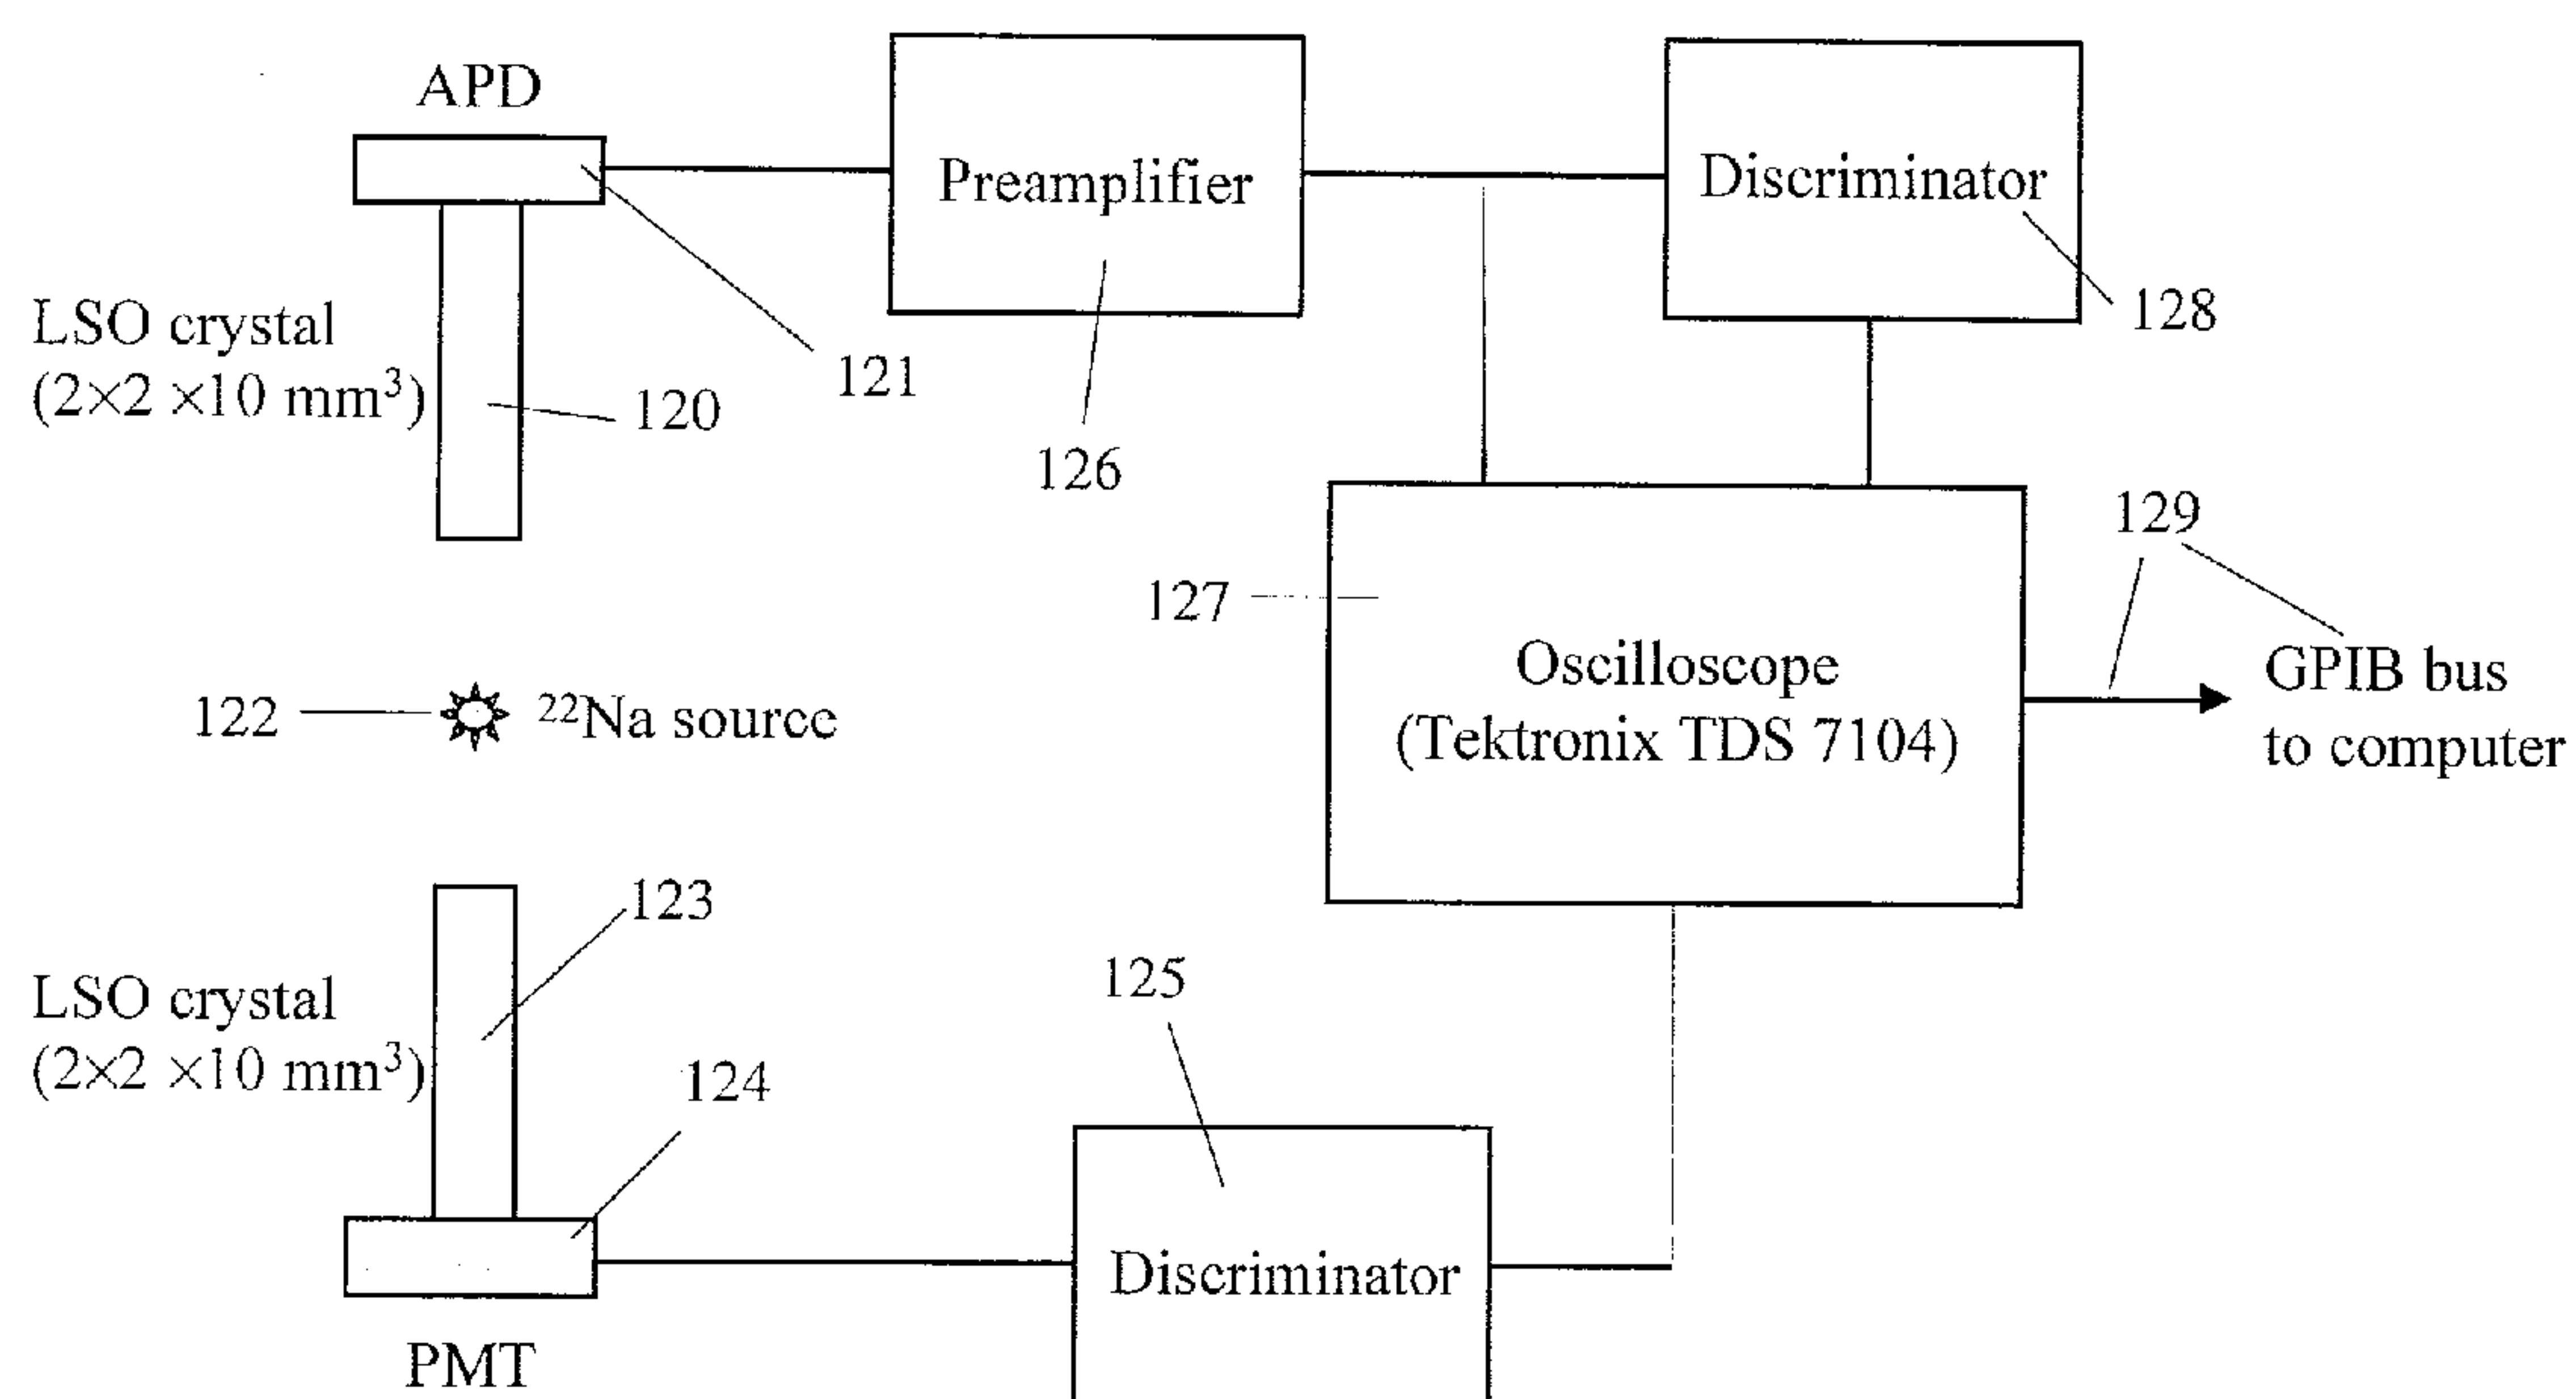 APD
Preamplifier
Discriminator
128
LSO crystal
(2×2 ×10 mm³)
121
120
126
129
127
Oscilloscope
(Tektronix TDS 7104)
GPIB bus
to computer
122
²²Na source
123
LSO crystal
(2×2 ×10 mm³)
125
124
Discriminator
PMT